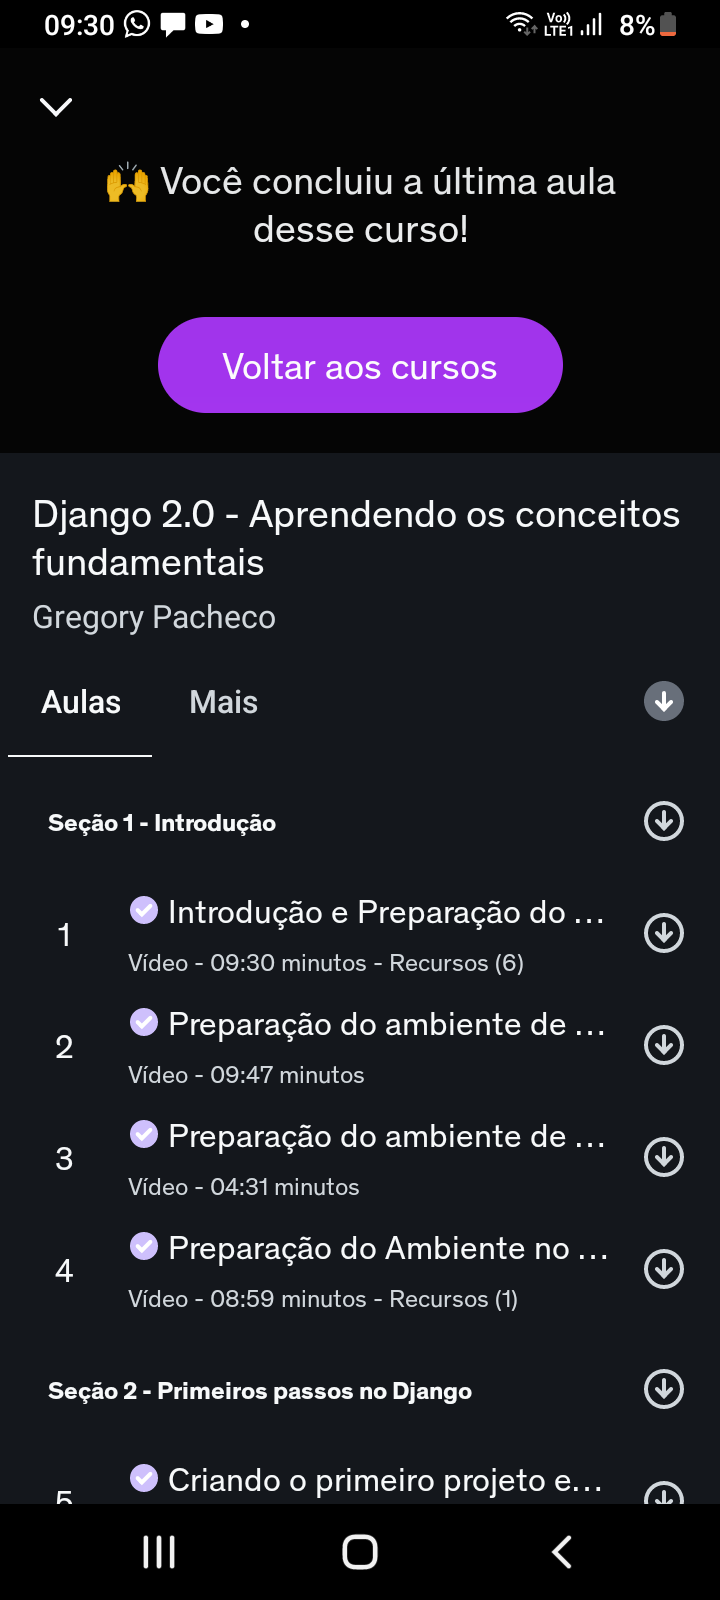 09:30
Vo)) LTE1
8%
🙌 Você concluiu a última aula
desse curso!
Voltar aos cursos
Django 2.0 - Aprendendo os conceitos
fundamentais
Gregory Pacheco
Aulas Mais
Seção 1 - Introdução
1 Introdução e Preparação do ...
Vídeo - 09:30 minutos - Recursos (6)
2 Preparação do ambiente de ...
Vídeo - 09:47 minutos
3 Preparação do ambiente de ...
Vídeo - 04:31 minutos
4 Preparação do Ambiente no ...
Vídeo - 08:59 minutos - Recursos (1)
Seção 2 - Primeiros passos no Django
5 Criando o primeiro projeto e...